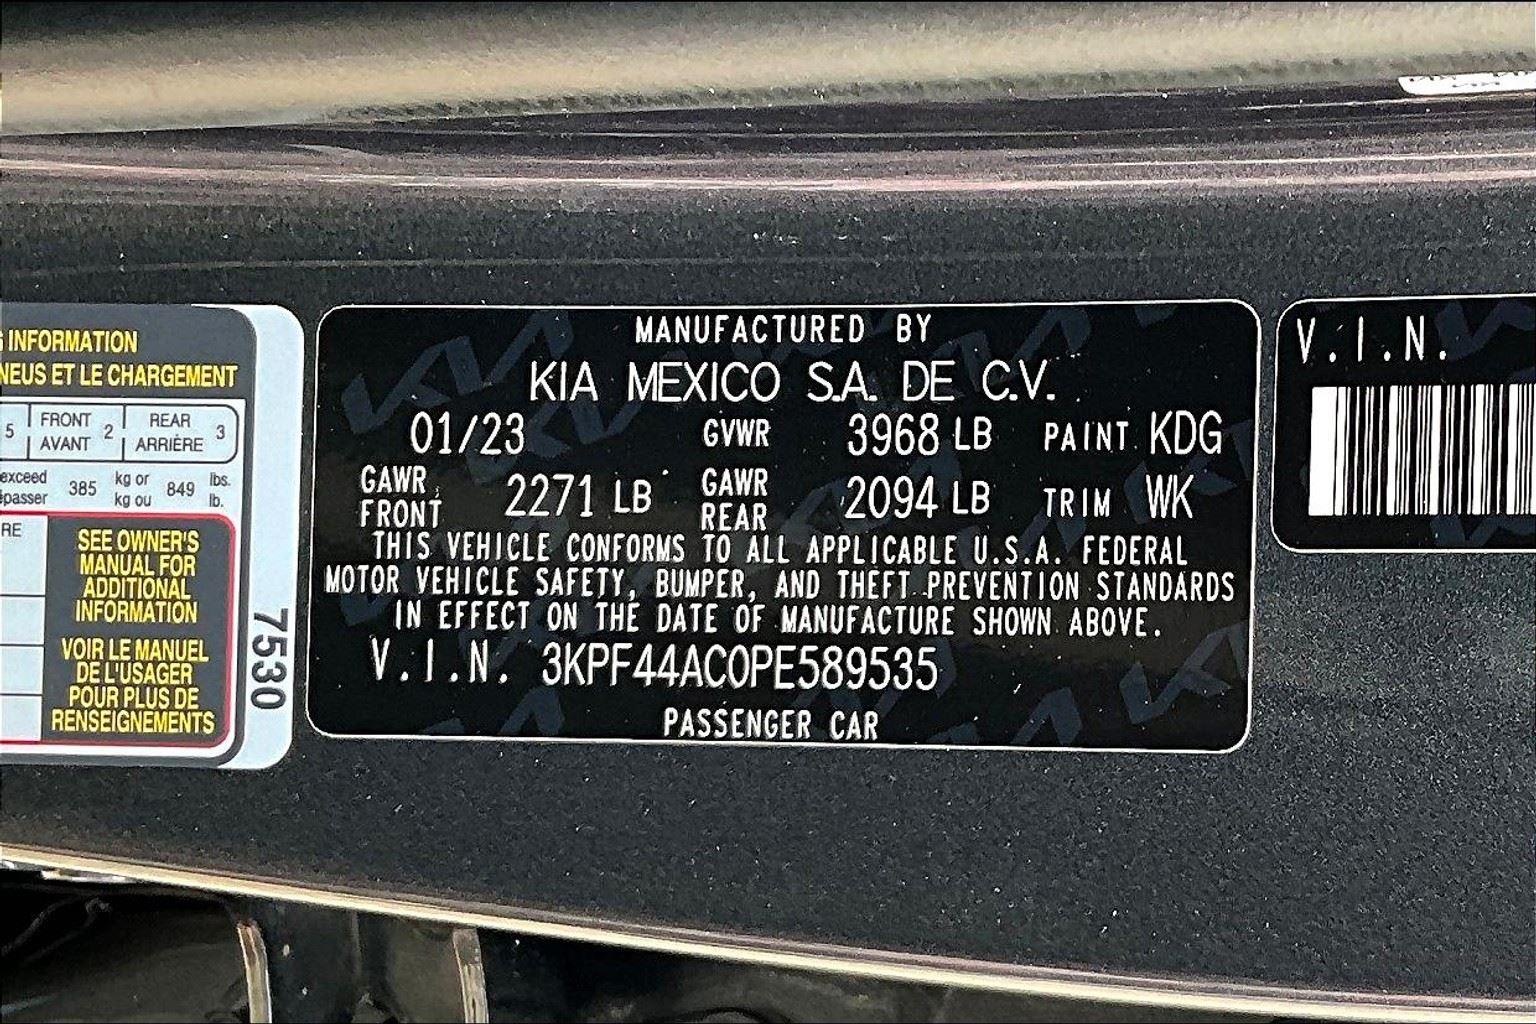 INFORMATION
NEUS ET LE CHARGEMENT
5 FRONT AVANT 2 REAR ARRIÈRE 3
exceed kg or lbs.
385 849
passer kg ou lb.
RE
SEE OWNER'S
MANUAL FOR
ADDITIONAL
INFORMATION
VOIR LE MANUEL
DE L'USAGER
POUR PLUS DE
RENSEIGNEMENTS
7530
MANUFACTURED BY
KIA MEXICO S.A. DE C.V.
01/23 GVWR 3968 LB PAINT KDG
GAWR FRONT 2271 LB GAWR REAR 2094 LB TRIM WK
THIS VEHICLE CONFORMS TO ALL APPLICABLE U.S.A. FEDERAL
MOTOR VEHICLE SAFETY, BUMPER, AND THEFT PREVENTION STANDARDS
IN EFFECT ON THE DATE OF MANUFACTURE SHOWN ABOVE.
V.I.N. 3KPF44AC0PE589535
PASSENGER CAR
V.I.N.